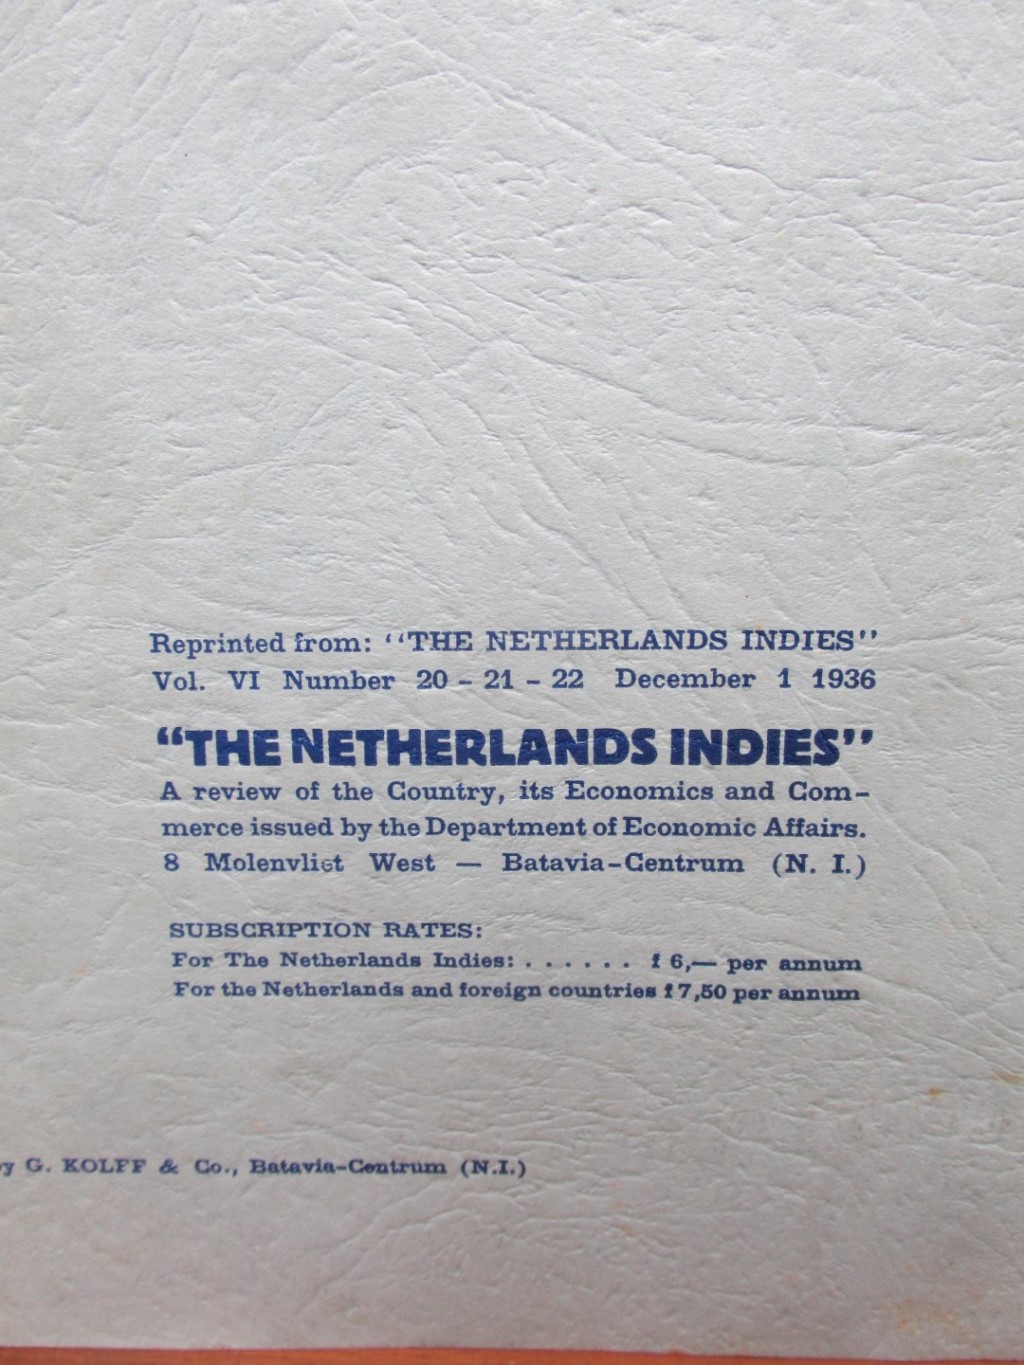 Reprinted from: "THE NETHERLANDS INDIES"
Vol. VI Number 20 - 21 - 22 December 1 1936
"THE NETHERLANDS INDIES"
A review of the Country, its Economics and Com-
merce issued by the Department of Economic Affairs.
8 Molenvliet West — Batavia-Centrum (N. I.)
SUBSCRIPTION RATES:
For The Netherlands Indies: . . . . . . f 6,— per annum
For the Netherlands and foreign countries f 7,50 per annum
G. KOLFF & Co., Batavia-Centrum (N.I.)